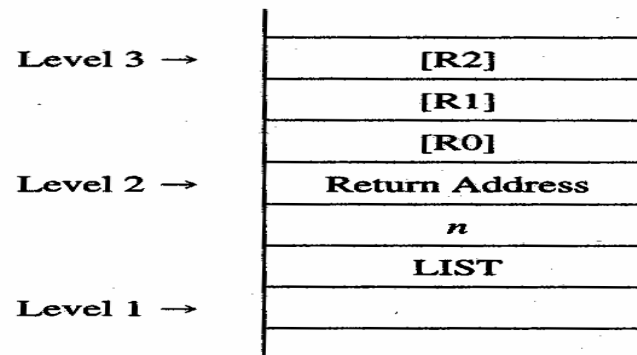 Level 3 → [R2]
[R1]
[R0]
Level 2 → Return Address
n
LIST
Level 1 →